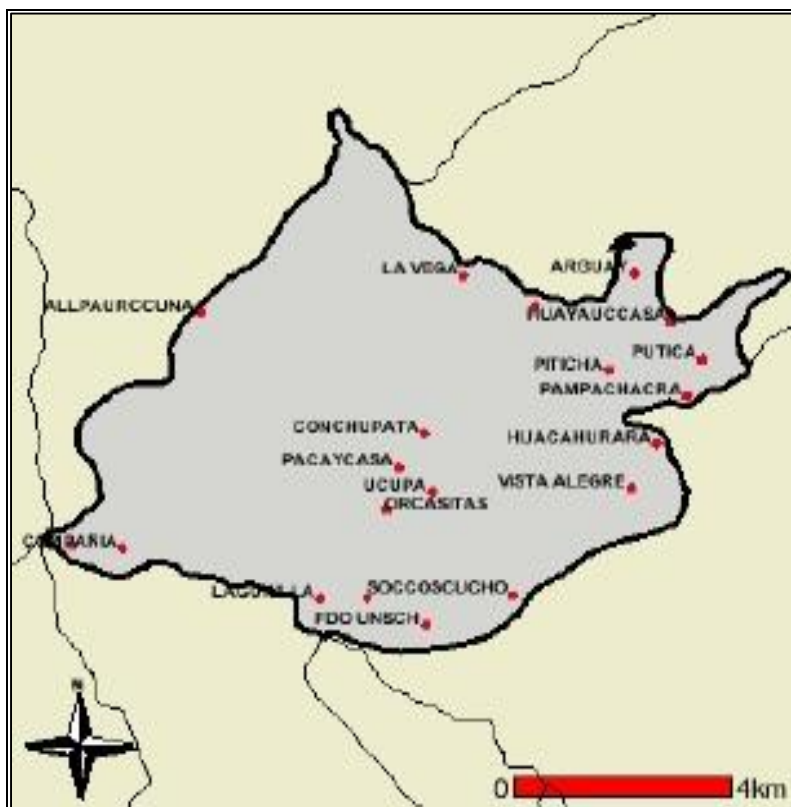 LA VEGA
ARGUAY
ALLPAURCCUNA
HUAYAUCCASA
PUTICA
PITICHA
PAMPACHACRA
CONCHUPATA
HUACAHURARA
PACAYCASA
UCUPA
VISTA ALEGRE
ORCASITAS
SOCCOSCUCHO
FDO UNSCH
N
0 4km